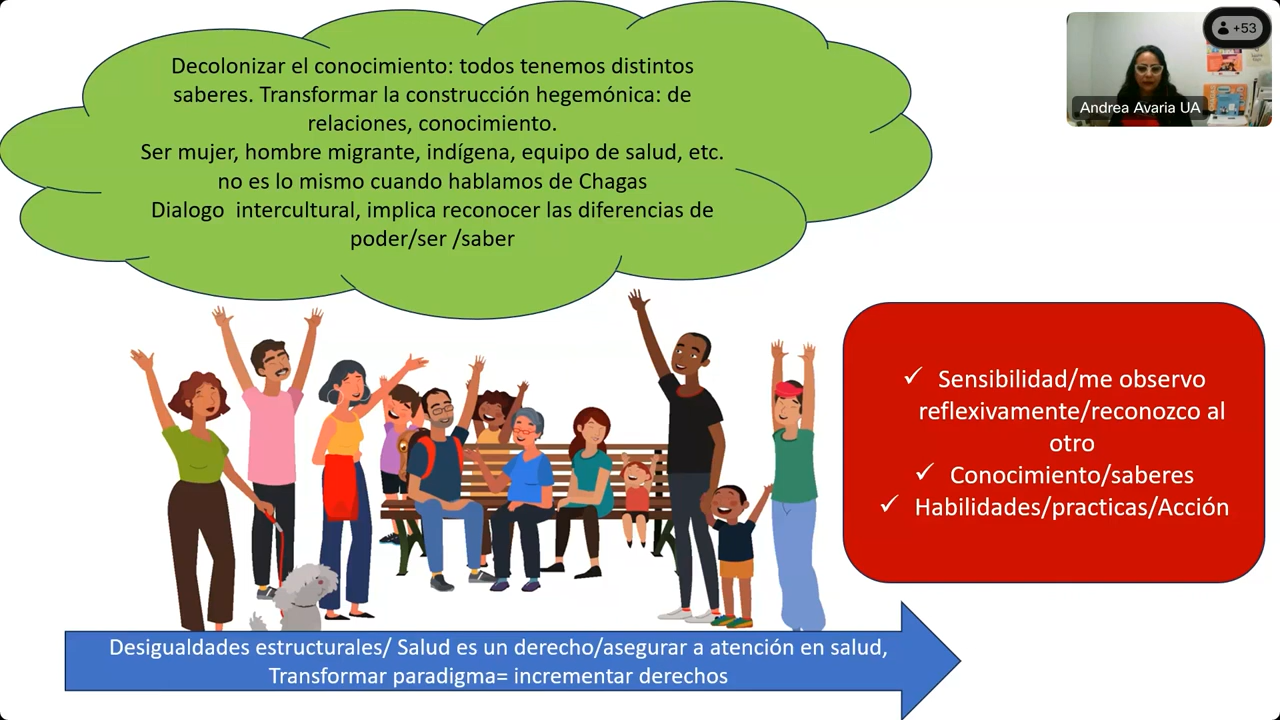 Decolonizar el conocimiento: todos tenemos distintos
saberes. Transformar la construcción hegemónica: de
relaciones, conocimiento.
Ser mujer, hombre migrante, indígena, equipo de salud, etc.
no es lo mismo cuando hablamos de Chagas
Dialogo intercultural, implica reconocer las diferencias de
poder/ser /saber
+53
Andrea Avaria UA
✓ Sensibilidad/me observo
reflexivamente/reconozco al
otro
✓ Conocimiento/saberes
✓ Habilidades/practicas/Acción
Desigualdades estructurales/ Salud es un derecho/asegurar a atención en salud,
Transformar paradigma= incrementar derechos